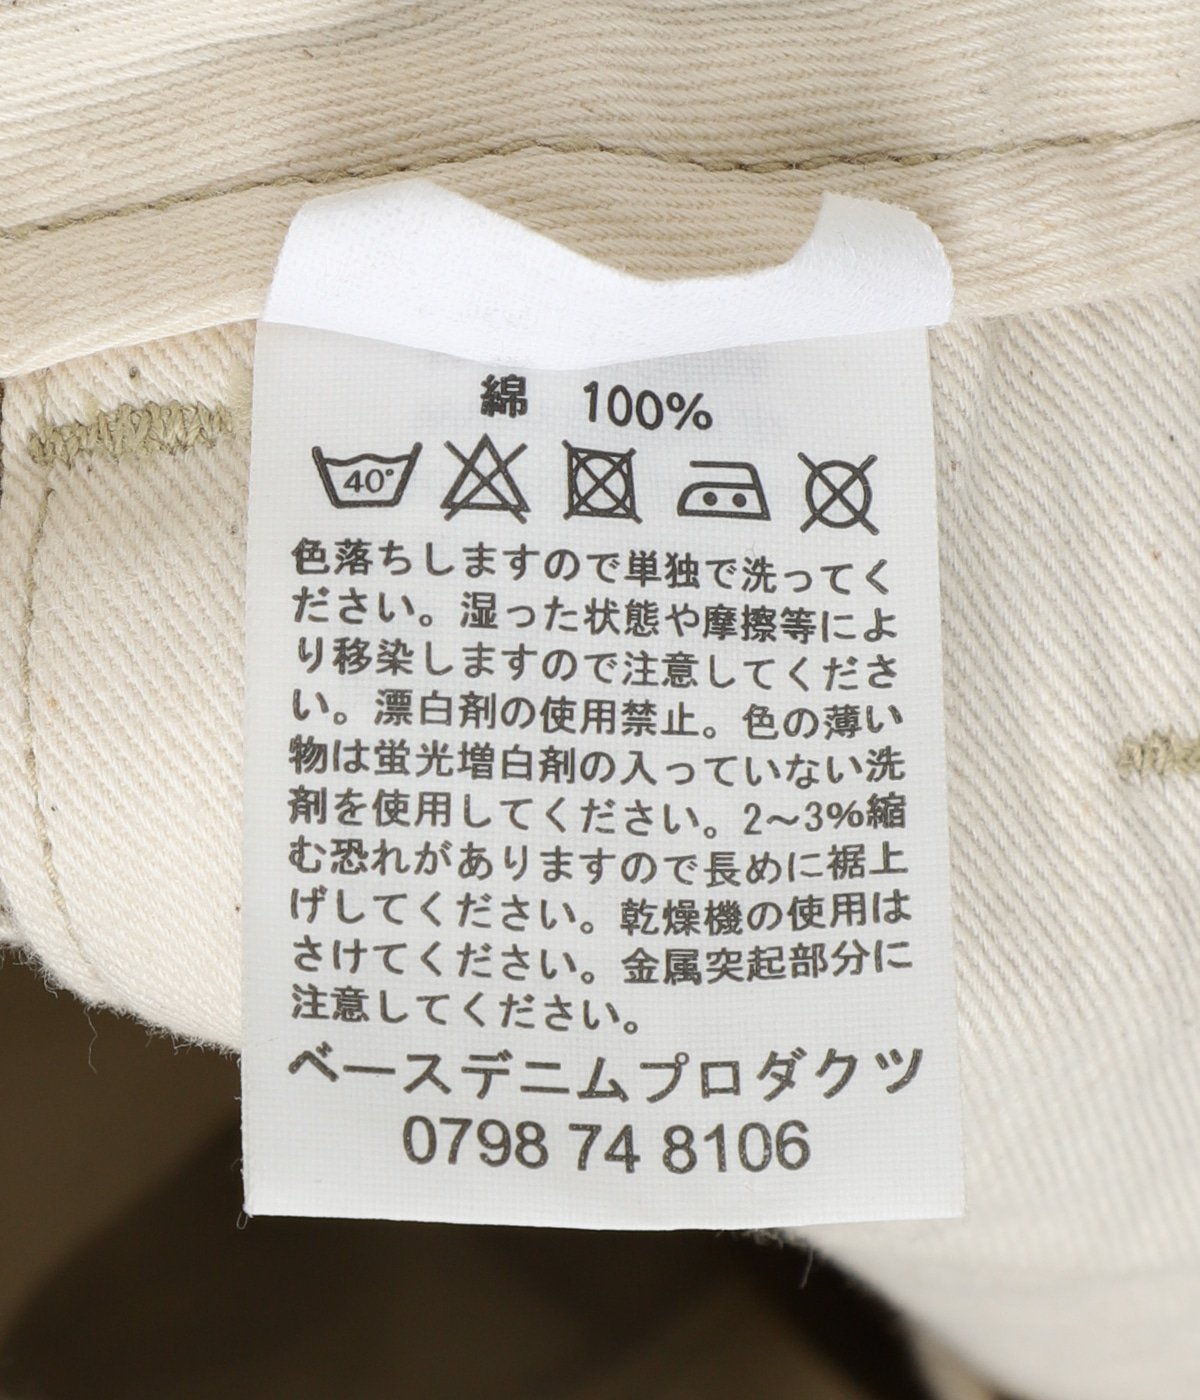 綿 100%
40°
色落ちしますので単独で洗ってく
ださい。湿った状態や摩擦等によ
り移染しますので注意してくださ
い。漂白剤の使用禁止。色の薄い
物は蛍光増白剤の入っていない洗
剤を使用してください。2～3%縮
む恐れがありますので長めに裾上
げしてください。乾燥機の使用は
さけてください。金属突起部分に
注意してください。
ベースデニムプロダクツ
0798 74 8106